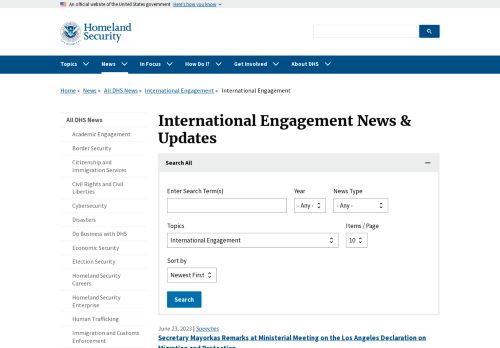 An official website of the United States government Here's how you know
Homeland
Security
Topics News In Focus How Do I? Get Involved About DHS
Home » News » All DHS News » International Engagement » International Engagement
All DHS News
Academic Engagement
Border Security
Citizenship and
Immigration Services
Civil Rights and Civil
Liberties
Cybersecurity
Disasters
Do Business with DHS
Economic Security
Election Security
Homeland Security
Careers
Homeland Security
Enterprise
Human Trafficking
Immigration and Customs
Enforcement
International Engagement News &
Updates
Search All
Enter Search Term(s) Year News Type
- Any - - Any -
Topics Items / Page
International Engagement 10
Sort by
Newest First
Search
June 23, 2023 | Speeches
Secretary Mayorkas Remarks at Ministerial Meeting on the Los Angeles Declaration on
Migration and Protection